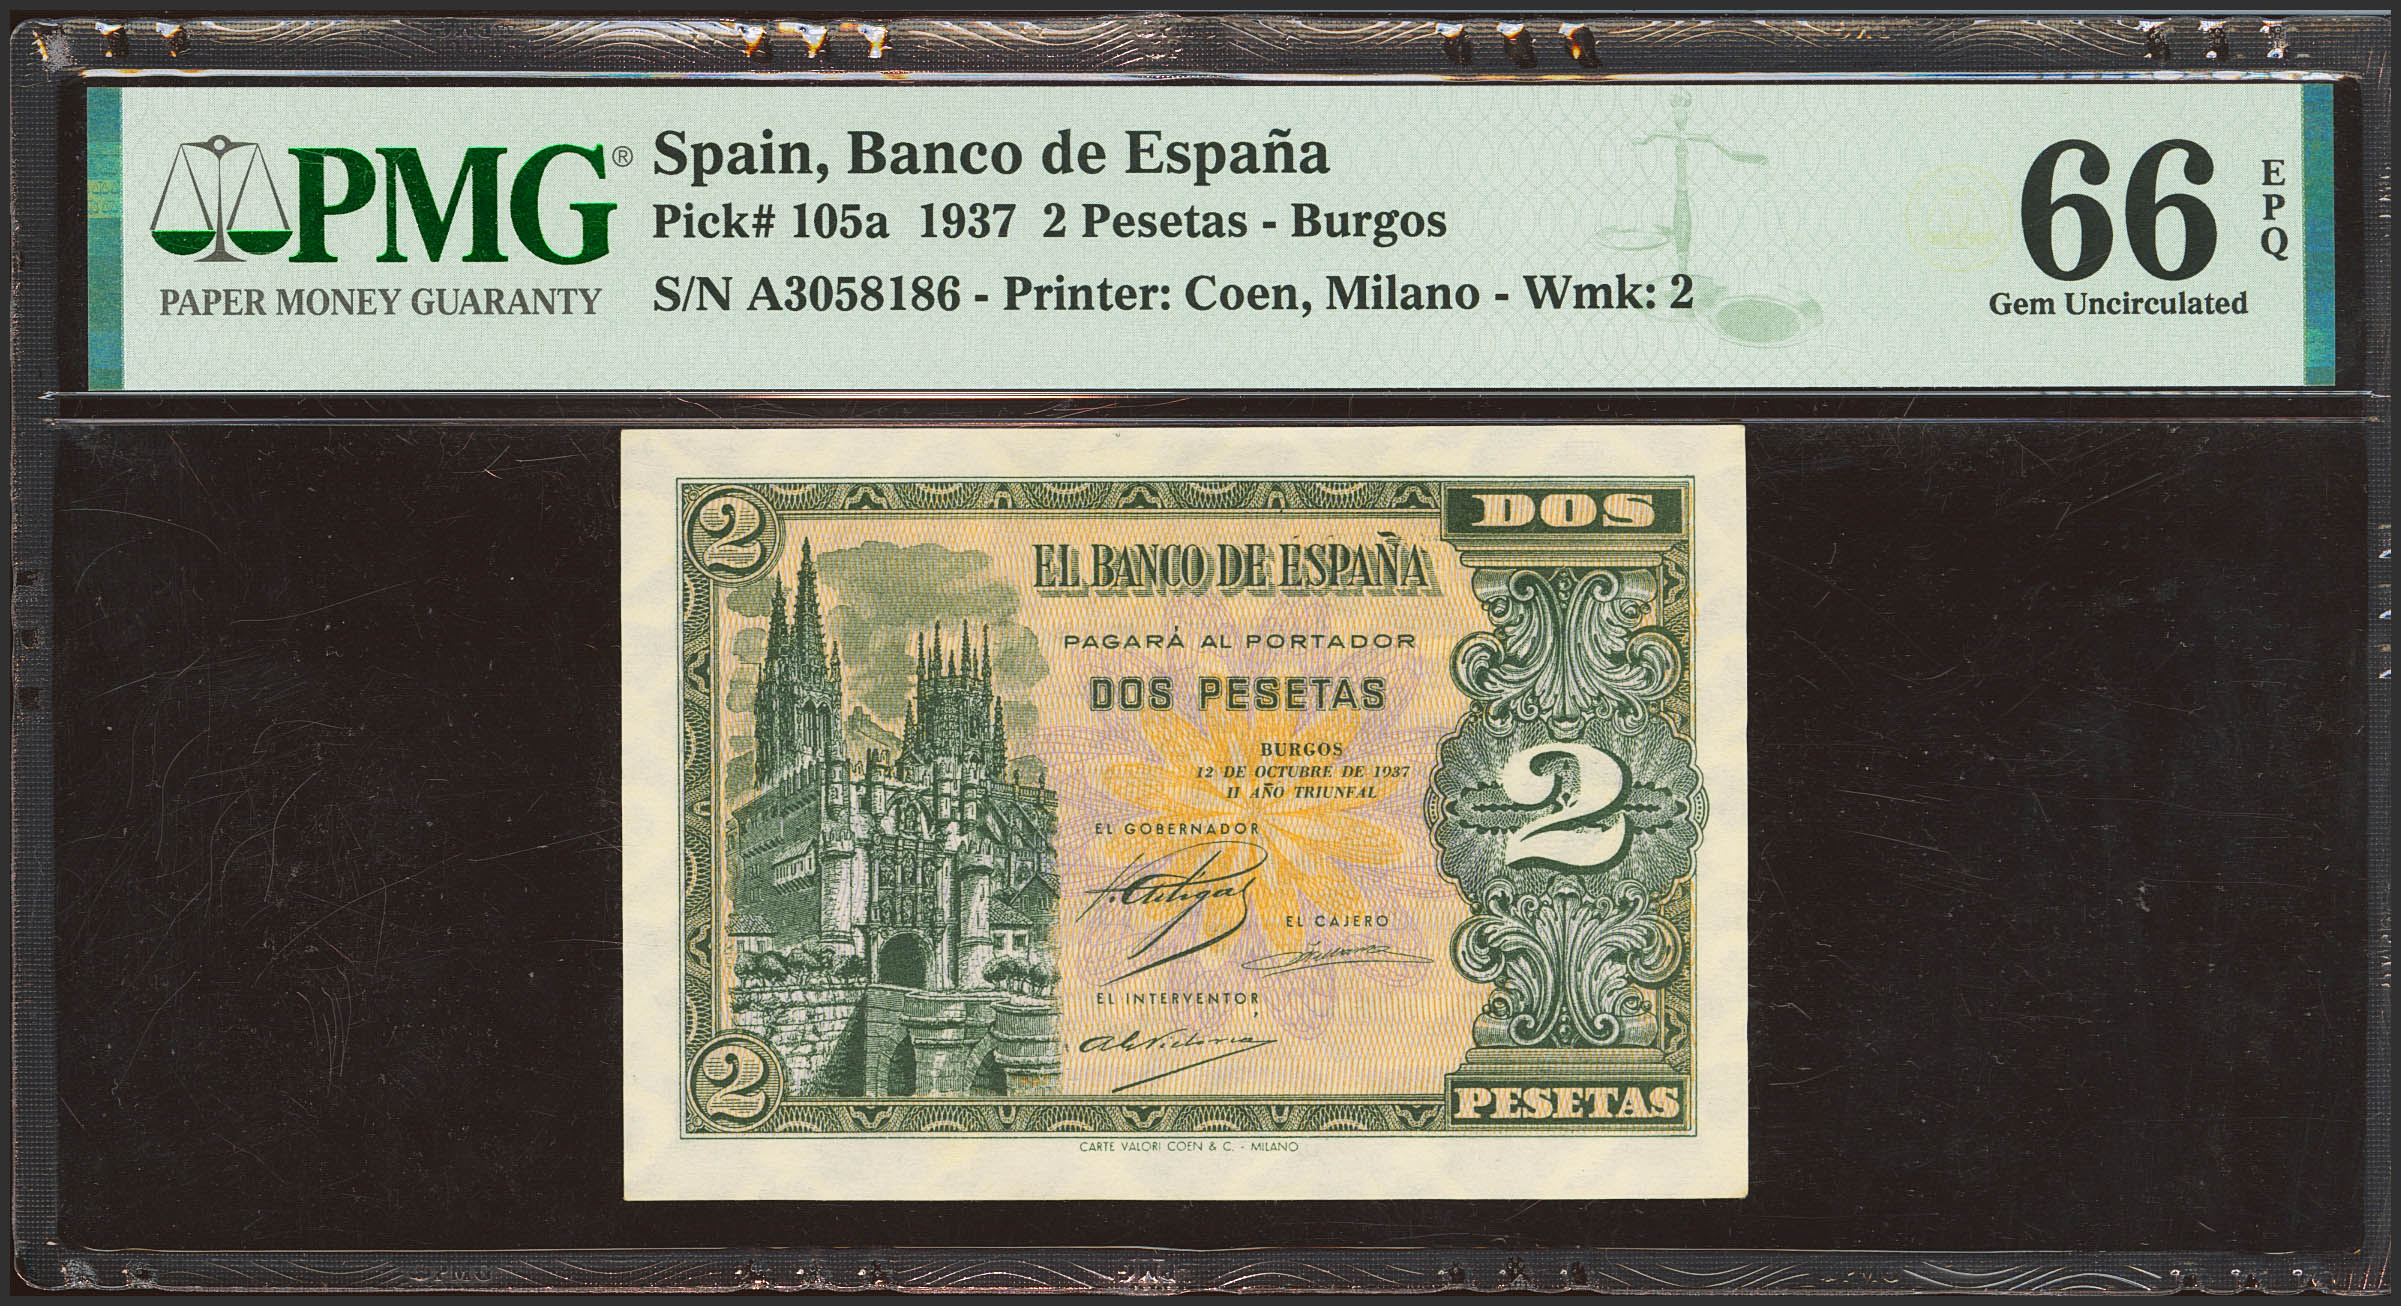 PMG®
PAPER MONEY GUARANTY
Spain, Banco de España
Pick# 105a 1937 2 Pesetas - Burgos
S/N A3058186 - Printer: Coen, Milano - Wmk: 2
66
EPQ
Gem Uncirculated
2
DOS
EL BANCO DE ESPAÑA
PAGARÁ AL PORTADOR
DOS PESETAS
BURGOS
12 DE OCTUBRE DE 1937
II AÑO TRIUNFAL
2
EL GOBERNADOR
EL CAJERO
EL INTERVENTOR,
2
PESETAS
CARTE VALORI COEN & C. - MILANO
PMG